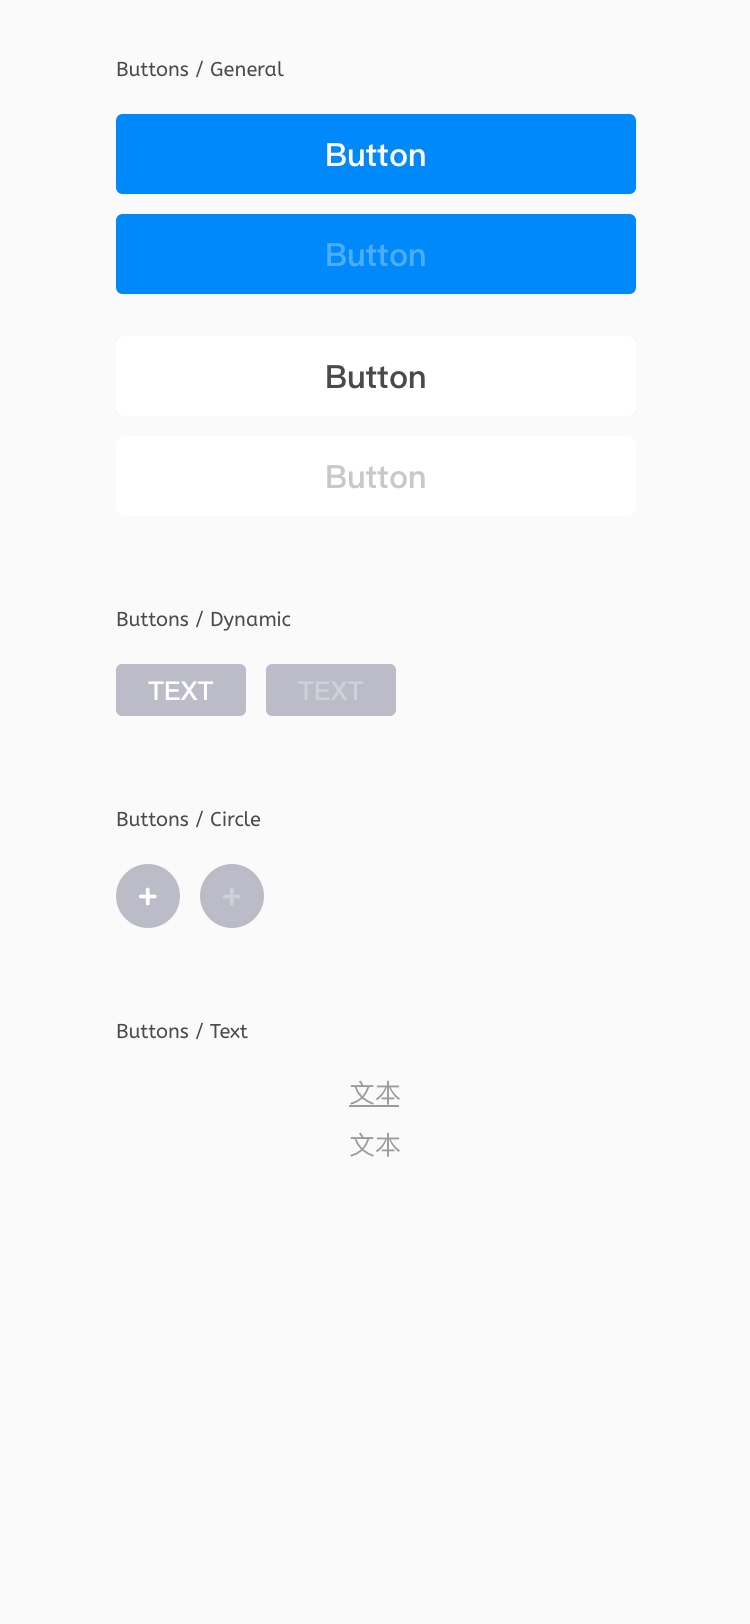 Buttons / General
Button
Button
Button
Button
Buttons / Dynamic
TEXT TEXT
Buttons / Circle
+ +
Buttons / Text
文本
文本